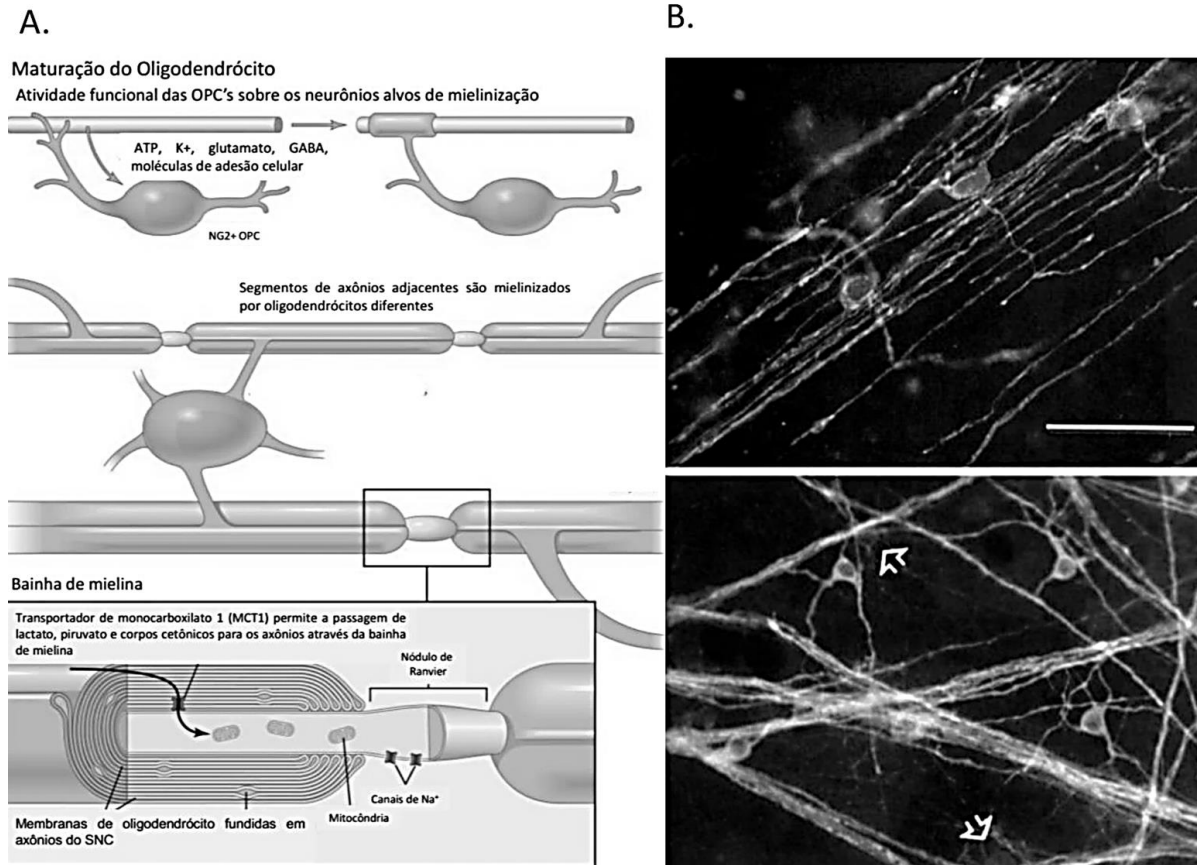 A.
B.
Maturação do Oligodendrócito
Atividade funcional das OPC's sobre os neurônios alvos de mielinização
ATP, K+, glutamato, GABA,
moléculas de adesão celular
NG2+ OPC
Segmentos de axônios adjacentes são mielinizados
por oligodendrócitos diferentes
Bainha de mielina
Transportador de monocarboxilato 1 (MCT1) permite a passagem de
lactato, piruvato e corpos cetônicos para os axônios através da bainha
de mielina
Nódulo de
Ranvier
Canais de Na⁺
Mitocôndria
Membranas de oligodendrócito fundidas em
axônios do SNC